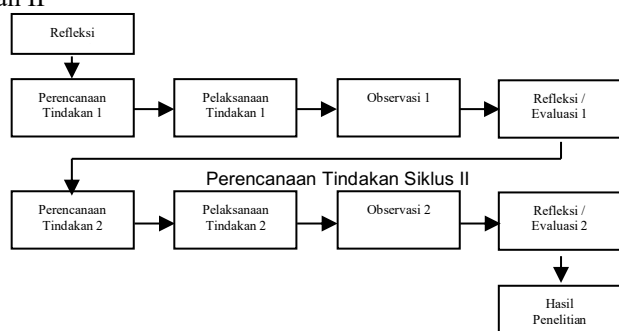 II
Refleksi
Perencanaan
Tindakan 1
Pelaksanaan
Tindakan 1
Observasi 1
Refleksi /
Evaluasi 1
Perencanaan Tindakan Siklus II
Perencanaan
Tindakan 2
Pelaksanaan
Tindakan 2
Observasi 2
Refleksi /
Evaluasi 2
Hasil
Penelitian